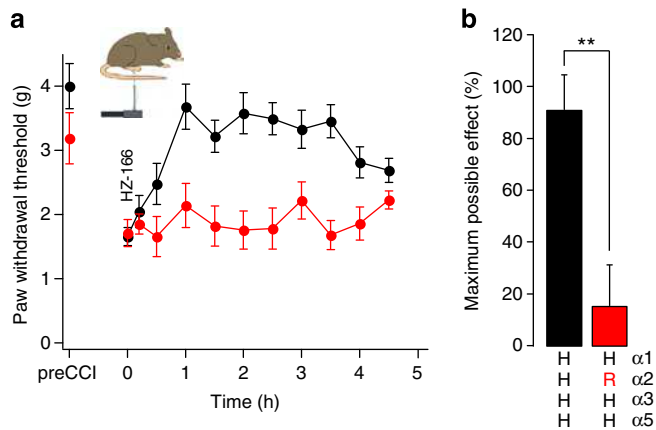 a
Paw withdrawal threshold (g)
4
3
2
1
0
HZ-166
preCCI
0
1
2
3
4
5
Time (h)
b
Maximum possible effect (%)
120
100
80
60
40
20
0
**
H H α1
H R α2
H H α3
H H α5